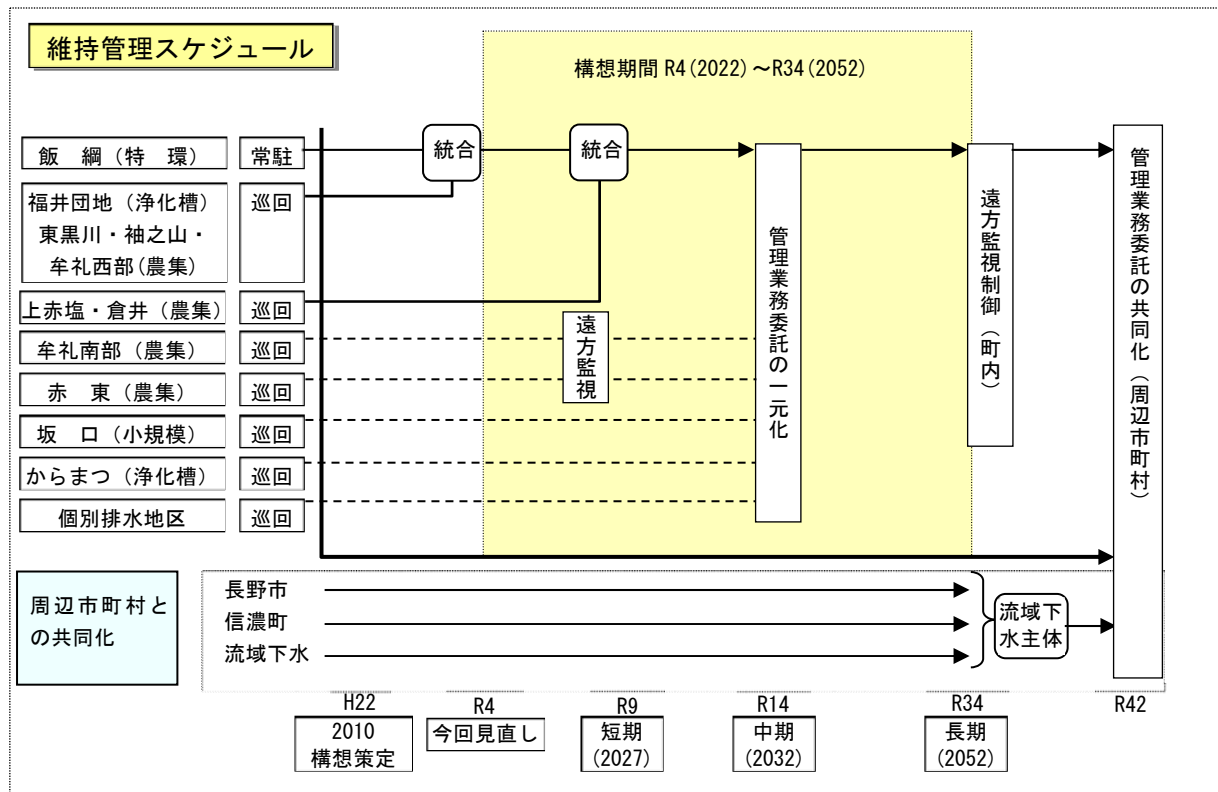 維持管理スケジュール
構想期間 R4(2022)～R34(2052)
飯　綱（特　環）
常駐
統合
統合
福井団地（浄化槽）
東黒川・袖之山・
牟礼西部(農集)
巡回
上赤塩・倉井（農集）
巡回
牟礼南部（農集）
巡回
赤　東（農集）
巡回
坂　口（小規模）
巡回
からまつ（浄化槽）
巡回
個別排水地区
巡回
遠方監視
管理業務委託の一元化
遠方監視制御（町内）
管理業務委託の共同化（周辺市町村）
周辺市町村と
の共同化
長野市
信濃町
流域下水
流域下
水主体
H22
R4
R9
R14
R34
R42
2010
構想策定
今回見直し
短期
(2027)
中期
(2032)
長期
(2052)